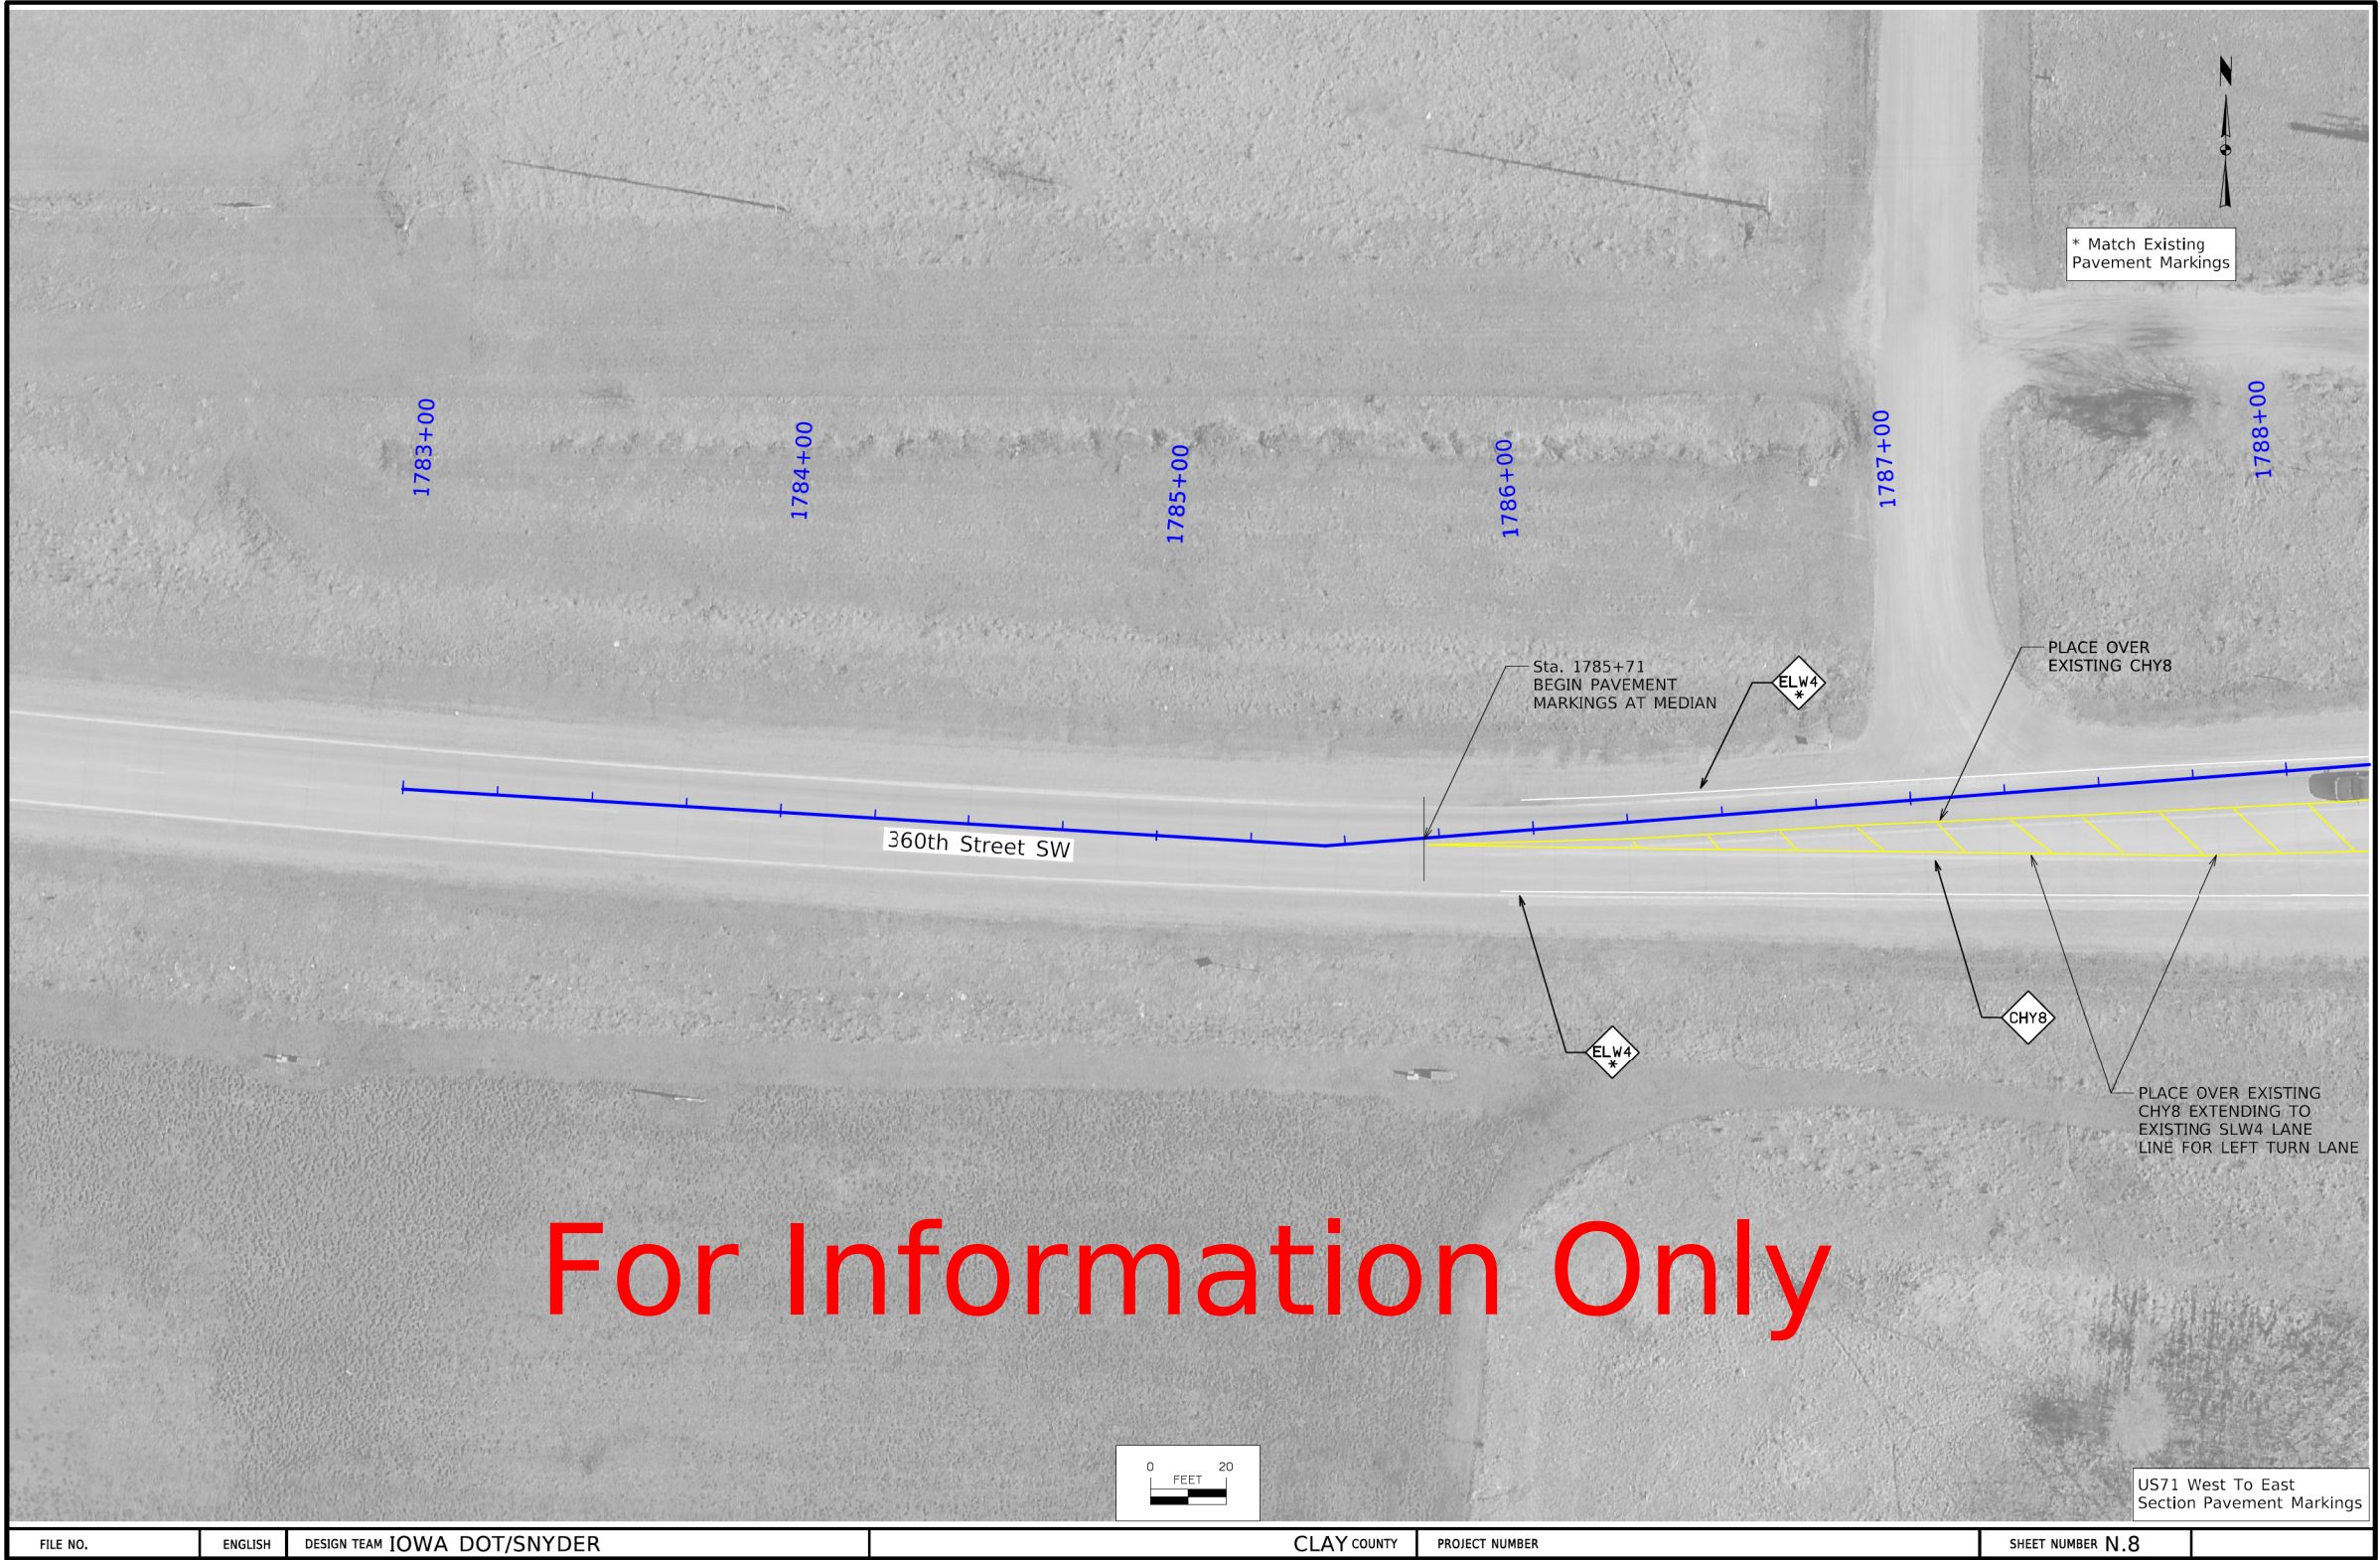 N
* Match Existing
Pavement Markings
1783+00
1784+00
1785+00
1786+00
1787+00
1788+00
Sta. 1785+71
BEGIN PAVEMENT
MARKINGS AT MEDIAN
ELW4
*
PLACE OVER
EXISTING CHY8
360th Street SW
CHY8
ELW4
*
PLACE OVER EXISTING
CHY8 EXTENDING TO
EXISTING SLW4 LANE
LINE FOR LEFT TURN LANE
For Information Only
0 20
FEET
US71 West To East
Section Pavement Markings
FILE NO. ENGLISH DESIGN TEAM IOWA DOT/SNYDER CLAY COUNTY PROJECT NUMBER SHEET NUMBER N.8